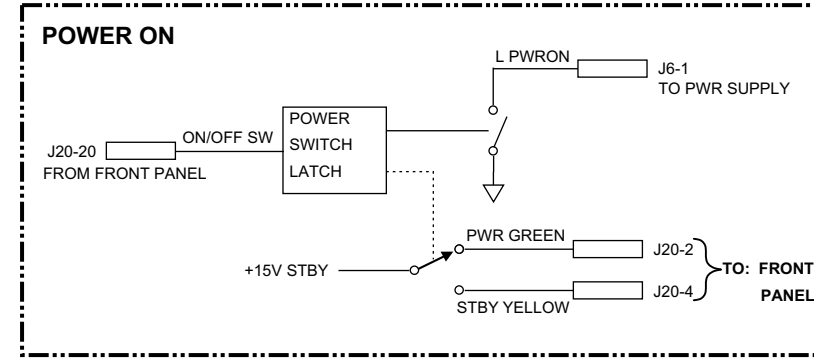 POWER ON
L PWRON
J6-1
TO PWR SUPPLY
POWER
SWITCH
LATCH
ON/OFF SW
J20-20
FROM FRONT PANEL
PWR GREEN
J20-2
+15V STBY
TO: FRONT
PANEL
J20-4
STBY YELLOW